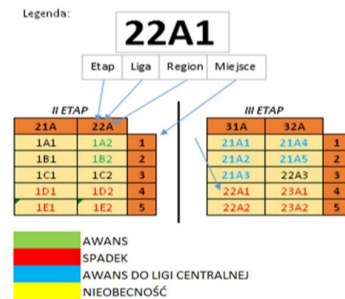 Legenda:
22A1
Etap Liga Region Miejsce
II ETAP
21A 22A
1A1 1A2 1
1B1 1B2 2
1C1 1C2 3
1D1 1D2 4
1E1 1E2 5
III ETAP
31A 32A
21A1 21A4 1
21A2 21A5 2
21A3 22A3 3
22A1 23A1 4
22A2 23A2 5
AWANS
SPADEK
AWANS DO LIGI CENTRALNEJ
NIEOBECNOŚĆ